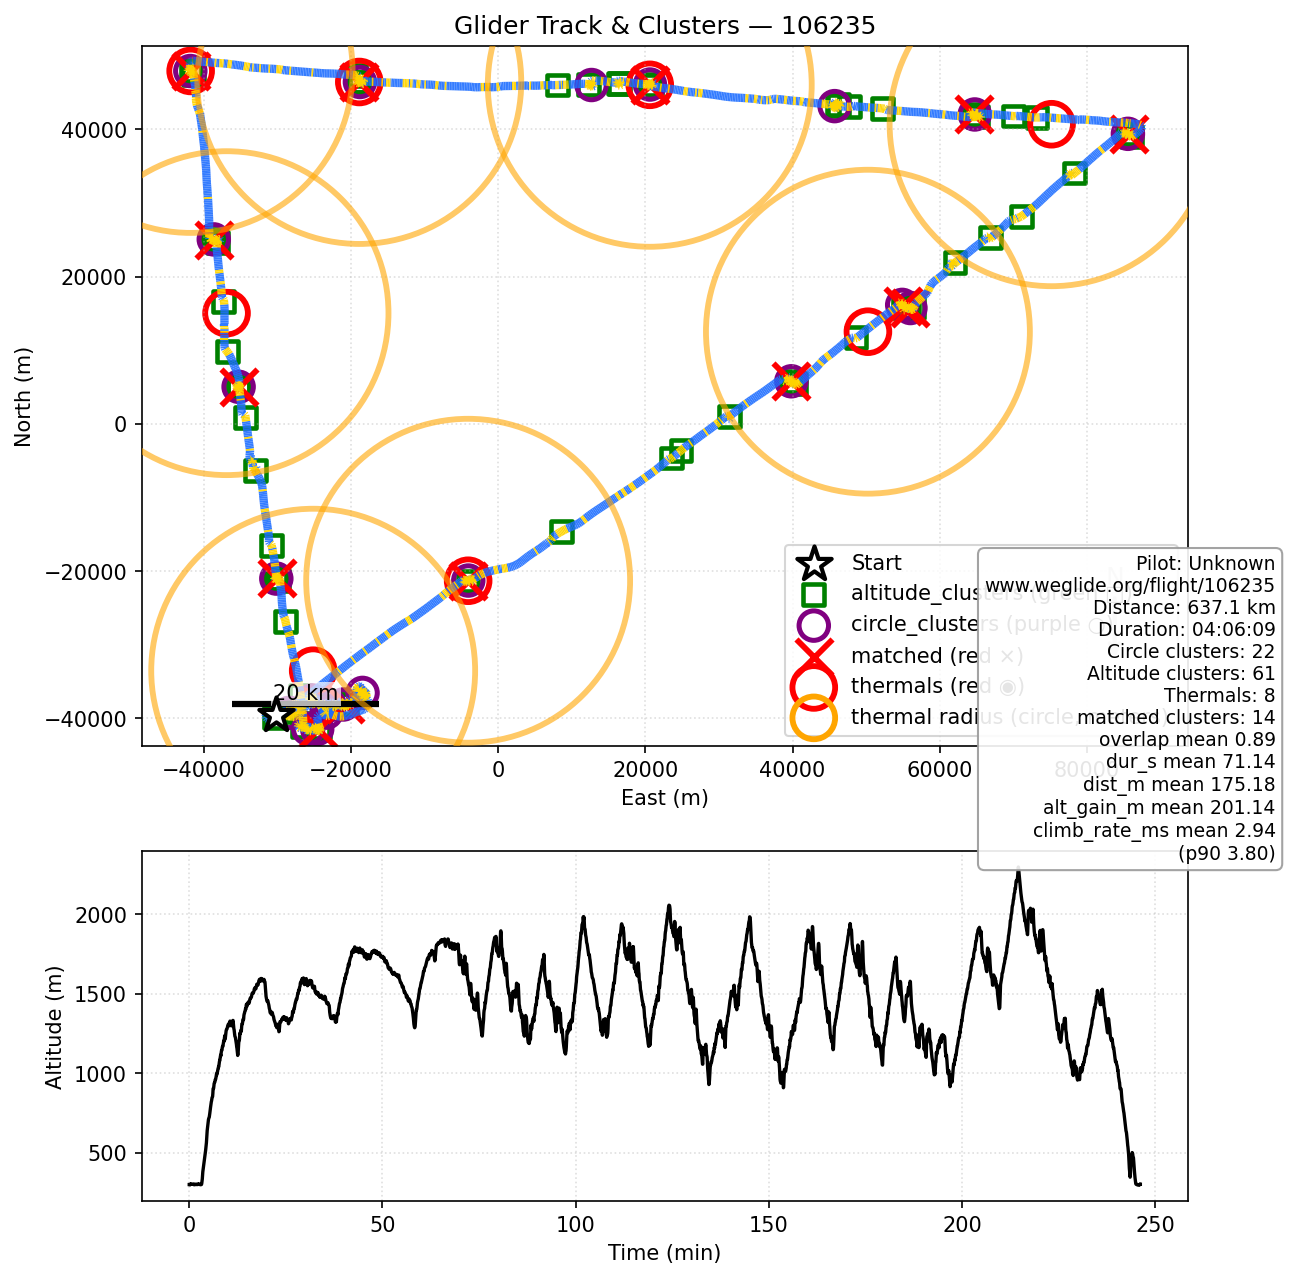 Glider Track & Clusters — 106235
North (m)
40000
20000
0
−20000
−40000
20 km
Start
altitude_clusters (green
circle_clusters (purple ○)
matched (red ×)
thermals (red ◉)
thermal radius (circle,
Pilot: Unknown
www.weglide.org/flight/106235
Distance: 637.1 km
Duration: 04:06:09
Circle clusters: 22
Altitude clusters: 61
Thermals: 8
matched clusters: 14
overlap mean 0.89
dur_s mean 71.14
dist_m mean 175.18
alt_gain_m mean 201.14
climb_rate_ms mean 2.94
(p90 3.80)
−40000 −20000 0 20000 40000 60000 80000
East (m)
Altitude (m)
2000
1500
1000
500
0 50 100 150 200 250
Time (min)